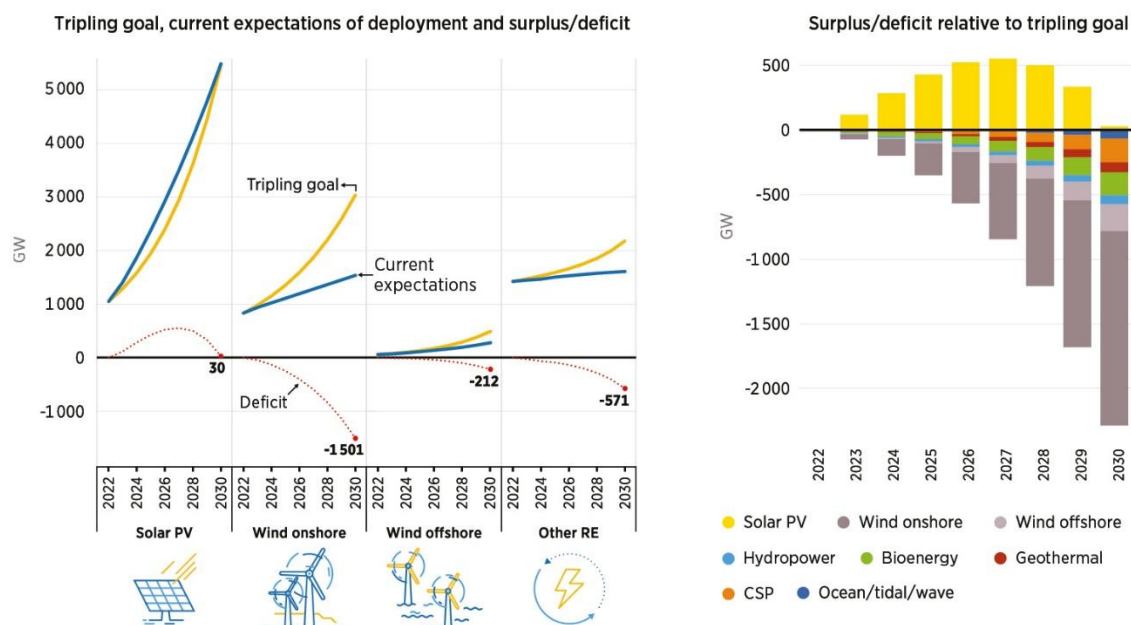 Tripling goal, current expectations of deployment and surplus/deficit
GW
5 000
4 000
3 000
2 000
1 000
0
-1 000
Tripling goal
Current
expectations
Deficit
30
-1 501
-212
-571
2022 2024 2026 2028 2030
2022 2024 2026 2028 2030
2022 2024 2026 2028 2030
2022 2024 2026 2028 2030
Solar PV Wind onshore Wind offshore Other RE
Surplus/deficit relative to tripling goal
GW
500
0
-500
-1 000
-1 500
-2 000
2022 2023 2024 2025 2026 2027 2028 2029 2030
Solar PV Wind onshore Wind offshore
Hydropower Bioenergy Geothermal
CSP Ocean/tidal/wave